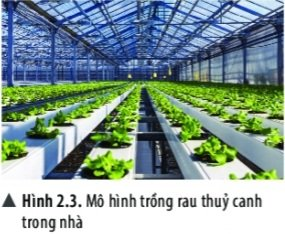 ▲ Hình 2.3. Mô hình trồng rau thuỷ canh
trong nhà